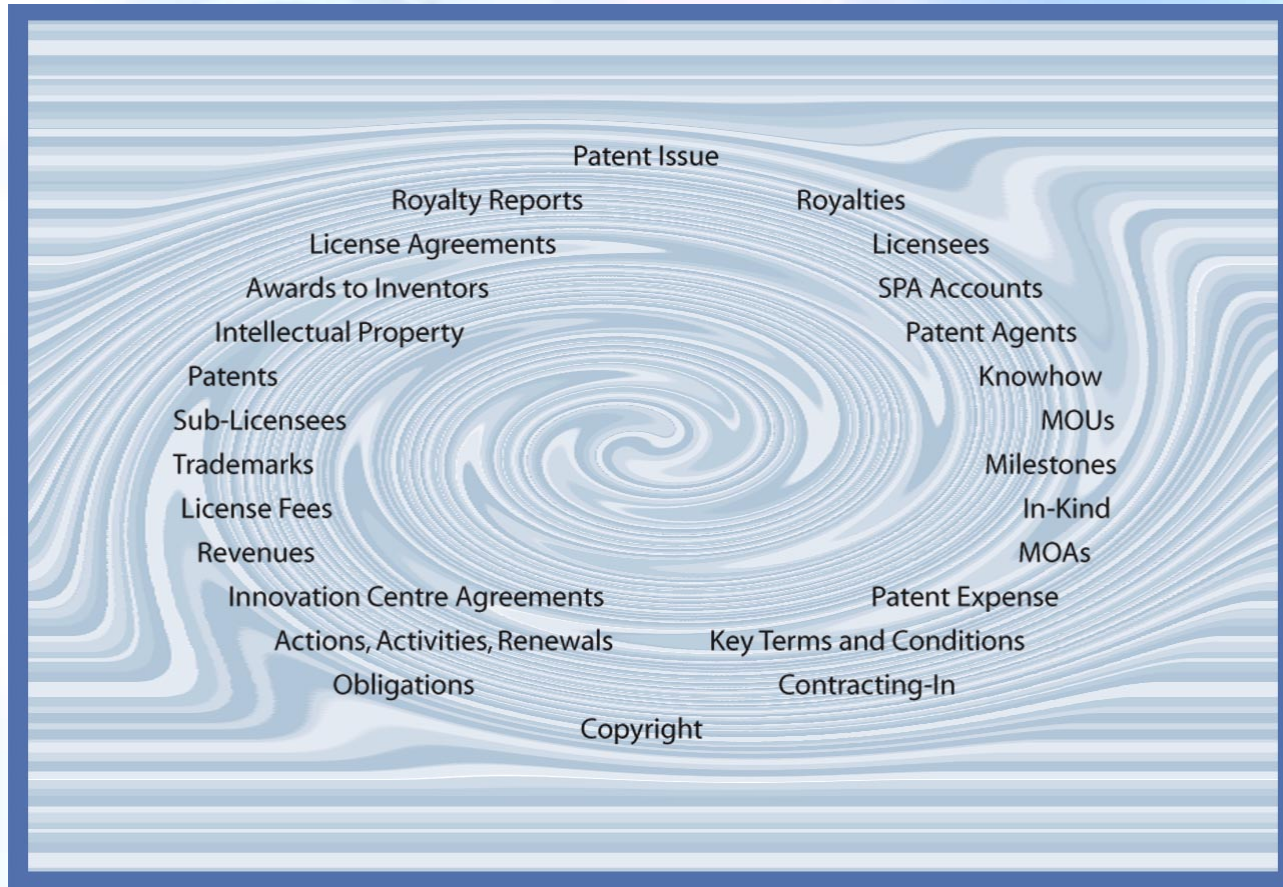 Patent Issue
Royalty Reports Royalties
License Agreements Licensees
Awards to Inventors SPA Accounts
Intellectual Property Patent Agents
Patents Knowhow
Sub-Licensees MOUs
Trademarks Milestones
License Fees In-Kind
Revenues MOAs
Innovation Centre Agreements Patent Expense
Actions, Activities, Renewals Key Terms and Conditions
Obligations Contracting-In
Copyright